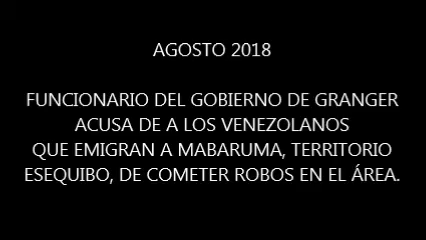 AGOSTO 2018
FUNCIONARIO DEL GOBIERNO DE GRANGER
ACUSA DE A LOS VENEZOLANOS
QUE EMIGRAN A MABARUMA, TERRITORIO
ESEQUIBO, DE COMETER ROBOS EN EL ÁREA.